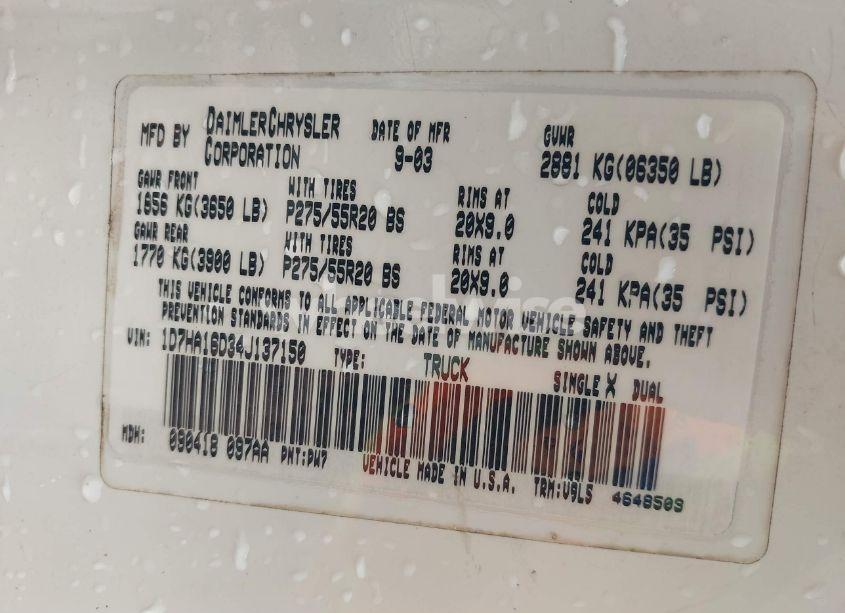 MFD BY DAIMLERCHRYSLER CORPORATION DATE OF MFR 9-03 GVWR 2881 KG(06350 LB)
GAWR FRONT WITH TIRES RIMS AT COLD
1656 KG(3650 LB) P275/55R20 BS 20X9.0 241 KPA(35 PSI)
GAWR REAR WITH TIRES RIMS AT COLD
1770 KG(3900 LB) P275/55R20 BS 20X9.0 241 KPA(35 PSI)
THIS VEHICLE CONFORMS TO ALL APPLICABLE FEDERAL MOTOR VEHICLE SAFETY AND THEFT
PREVENTION STANDARDS IN EFFECT ON THE DATE OF MANUFACTURE SHOWN ABOVE.
VIN: 1D7HA16D34J137150 TYPE: TRUCK SINGLE X DUAL
MDH: 090418 097AA PNT:PW7 VEHICLE MADE IN U.S.A. TRM:V9L5 4648509